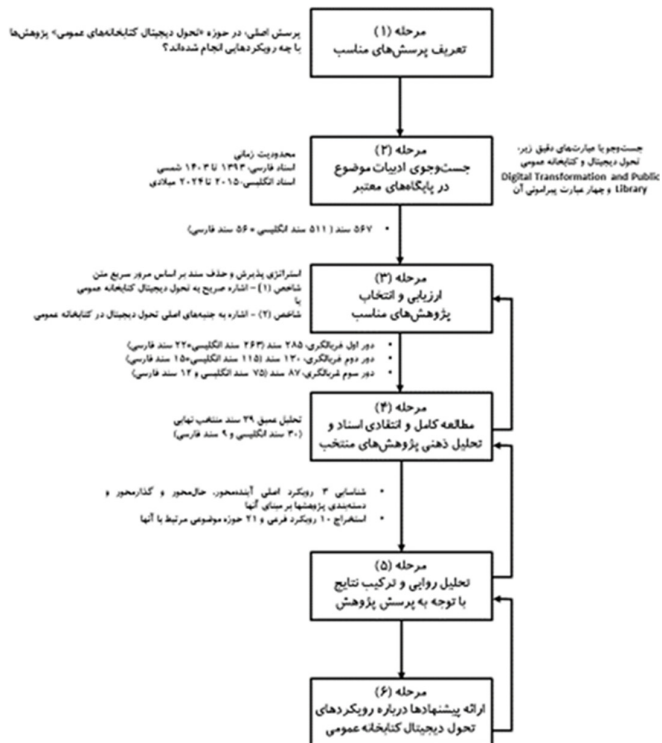 مرحله (۱)
تعریف پرسش‌های مناسب
پرسش اصلی: در حوزه «تحول دیجیتال کتابخانه‌های عمومی» پژوهش‌ها
با چه رویکردهایی انجام شده‌اند؟
مرحله (۲)
جست‌وجوی ادبیات موضوع
در پایگاه‌های معتبر
محدودیت زمانی
اسناد فارسی: ۱۳۹۳ تا ۱۴۰۳ شمسی
اسناد انگلیسی: ۲۰۱۵ تا ۲۰۲۴ میلادی
جست‌وجو با عبارت‌های دقیق زیر:
تحول دیجیتال و کتابخانه عمومی
Digital Transformation and Public
Library و چهار عبارت پیرامونی آن
• ۵۶۷ سند (۵۱۱ سند انگلیسی + ۵۶ سند فارسی)
مرحله (۳)
ارزیابی و انتخاب
پژوهش‌های مناسب
استراتژی پذیرش و حذف سند بر اساس مرور سریع متن
شاخص (۱) – اشاره صریح به تحول دیجیتال کتابخانه عمومی
یا
شاخص (۲) – اشاره به جنبه‌های اصلی تحول دیجیتال در کتابخانه عمومی
• دور اول غربالگری: ۲۸۵ سند (۲۶۳ سند انگلیسی+۲۲ سند فارسی)
• دور دوم غربالگری: ۱۳۰ سند (۱۱۵ سند انگلیسی+۱۵ سند فارسی)
• دور سوم غربالگری: ۸۷ سند (۷۵ سند انگلیسی و ۱۲ سند فارسی)
مرحله (۴)
مطالعه کامل و انتقادی اسناد و
تحلیل ذهنی پژوهش‌های منتخب
تحلیل عمیق ۳۹ سند منتخب نهایی
(۳۰ سند انگلیسی و ۹ سند فارسی)
• شناسایی ۳ رویکرد اصلی آینده‌محور، حال‌محور و گذارمحور و
دسته‌بندی پژوهشها بر مبنای آنها
• استخراج ۱۰ رویکرد فرعی و ۲۱ حوزه موضوعی مرتبط با آنها
مرحله (۵)
تحلیل روایی و ترکیب نتایج
با توجه به پرسش پژوهش
مرحله (۶)
ارائه پیشنهادها درباره رویکردهای
تحول دیجیتال کتابخانه عمومی